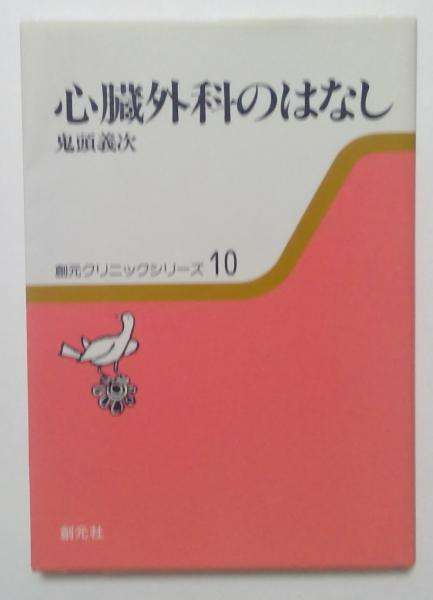 心臓外科のはなし
鬼頭義次
創元クリニックシリーズ 10
創元社